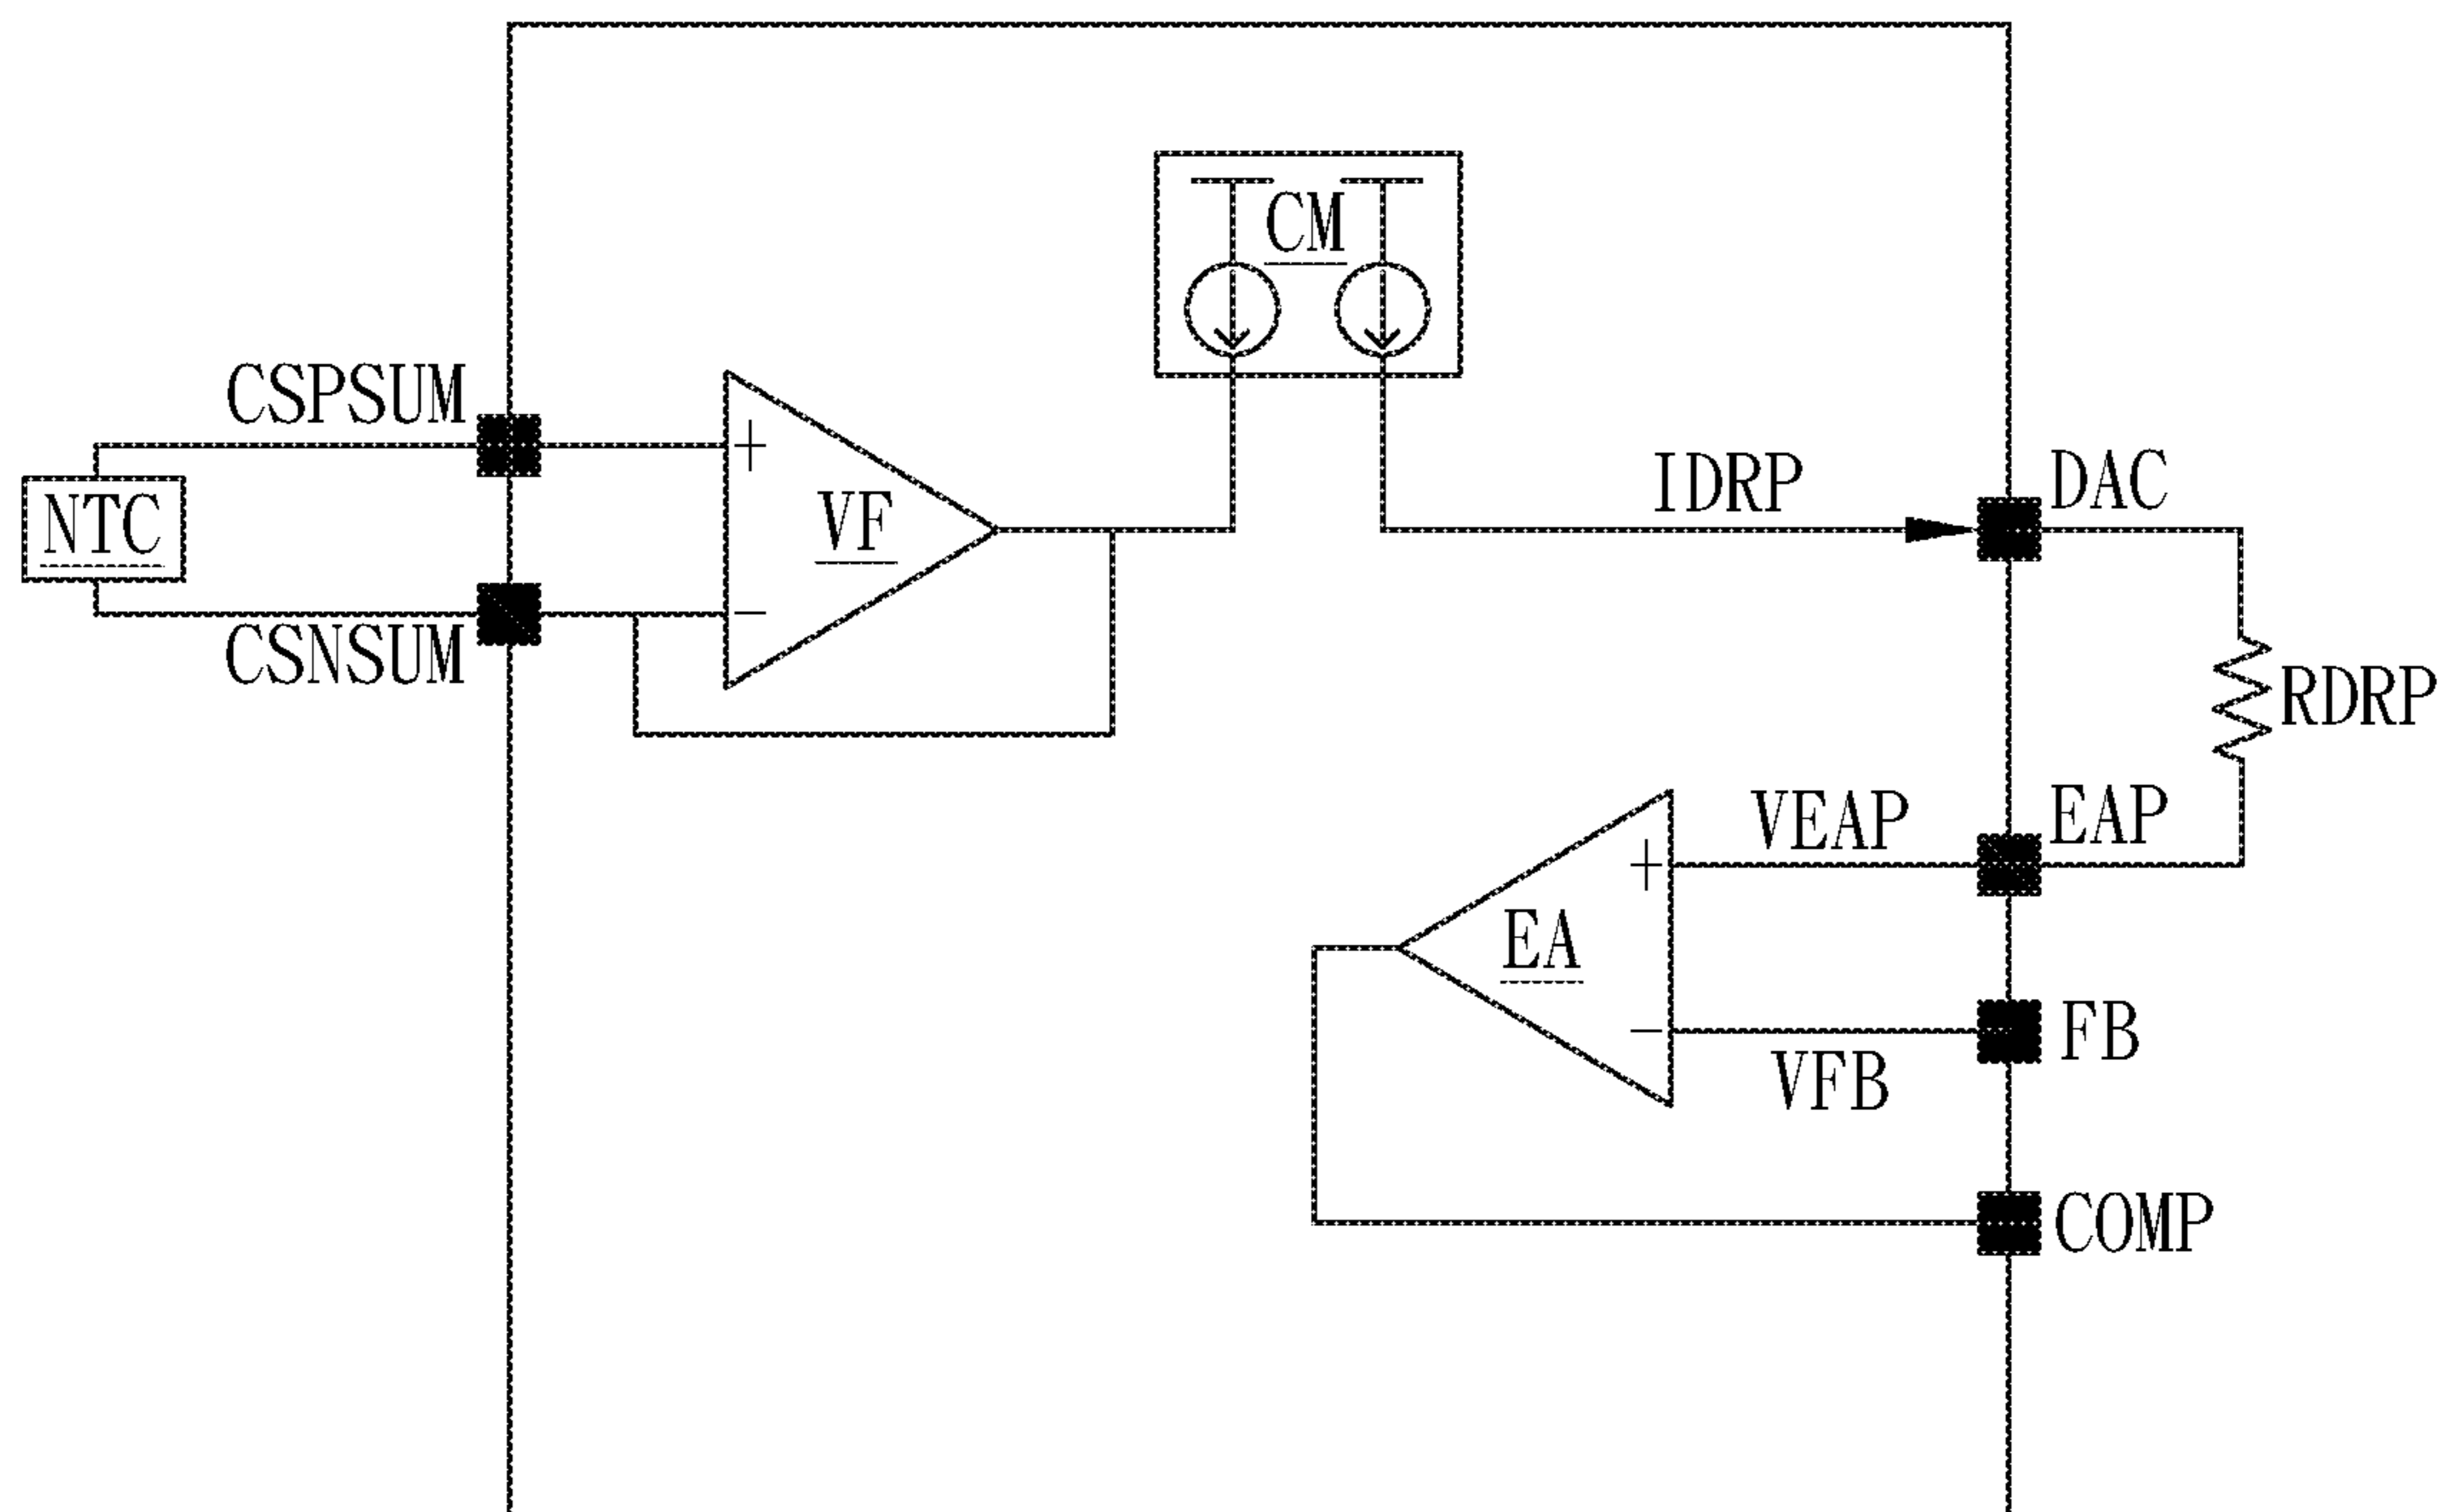 CM
CSPSUM
+
NTC
VF
IDRP
DAC
−
CSNSUM
RDRP
VEAP
EAP
+
EA
−
FB
VFB
COMP